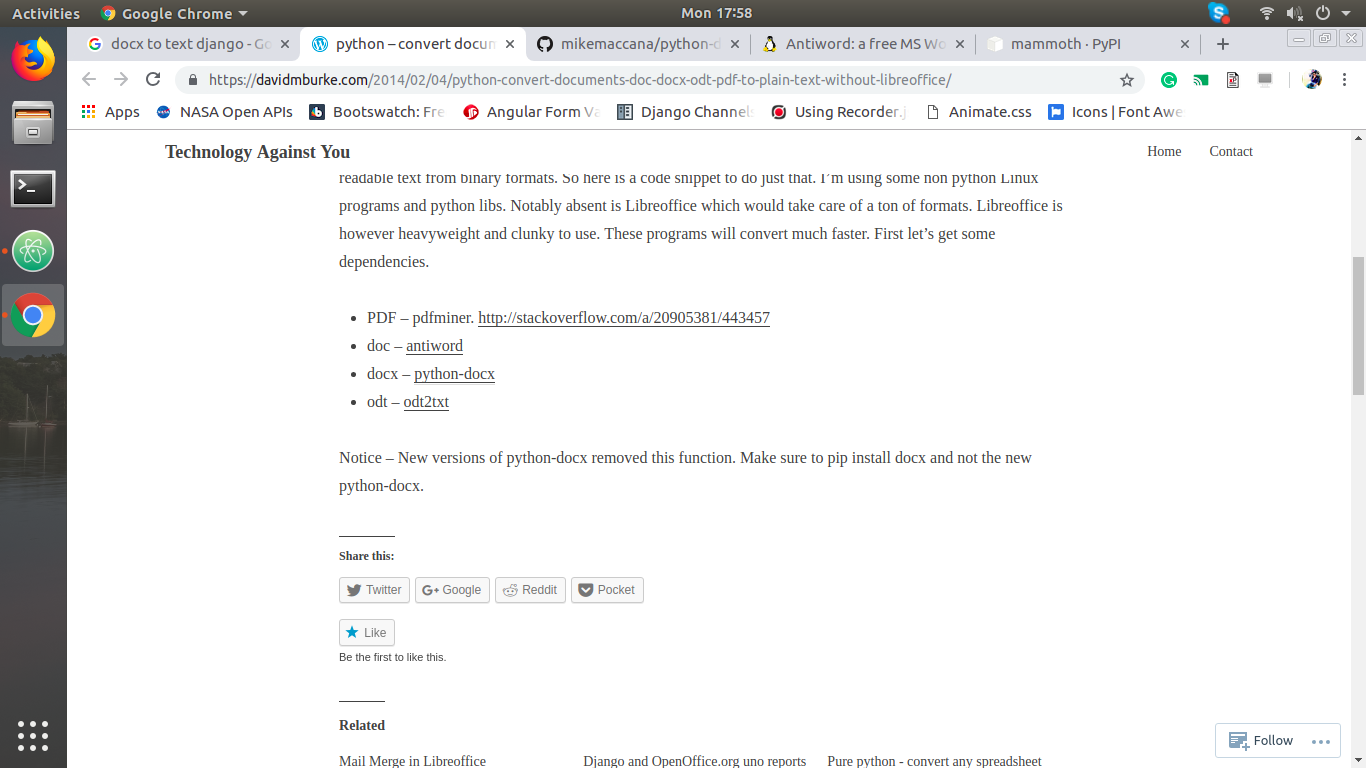 Activities
Google Chrome
Mon 17:58
docx to text django - Go
python – convert docum
mikemaccana/python-d
Antiword: a free MS Wo
mammoth · PyPI
https://davidmburke.com/2014/02/04/python-convert-documents-doc-docx-odt-pdf-to-plain-text-without-libreoffice/
Apps
NASA Open APIs
Bootswatch: Fre
Angular Form Va
Django Channels
Using Recorder.j
Animate.css
Icons | Font Awe
Technology Against You
Home
Contact
readable text from binary formats. So here is a code snippet to do just that. I’m using some non python Linux
programs and python libs. Notably absent is Libreoffice which would take care of a ton of formats. Libreoffice is
however heavyweight and clunky to use. These programs will convert much faster. First let’s get some
dependencies.
• PDF – pdfminer. http://stackoverflow.com/a/20905381/443457
• doc – antiword
• docx – python-docx
• odt – odt2txt
Notice – New versions of python-docx removed this function. Make sure to pip install docx and not the new
python-docx.
Share this:
Twitter
Google
Reddit
Pocket
Like
Be the first to like this.
Related
Mail Merge in Libreoffice
Django and OpenOffice.org uno reports
Pure python - convert any spreadsheet
Follow